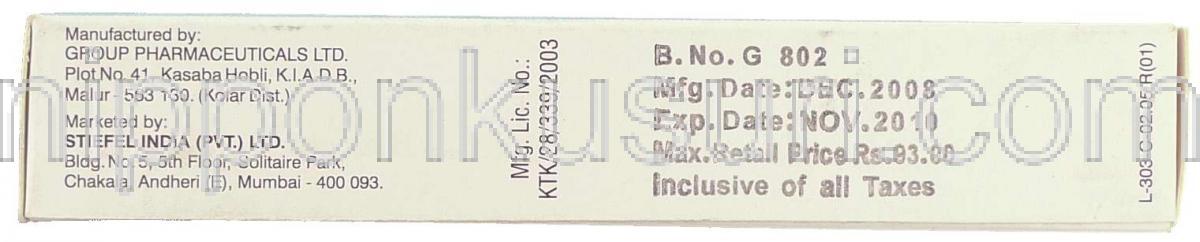 Manufactured by:
GROUP PHARMACEUTICALS LTD.
Plot No. 41, Kasaba Hobli, K.I.A.D.B.,
Malur - 563 130. (Kolar Dist.)
Marketed by:
STIEFEL INDIA (PVT.) LTD.
Bldg. No. 5, 5th Floor, Solitaire Park,
Chakala, Andheri (E), Mumbai - 400 093.
Mfg. Lic. No.:
KTK/28/339/2003
B.No.G 802
Mfg.Date:DEC.2008
Exp.Date:NOV.2010
Max.Retail Price Rs.
Inclusive of all Taxes
L-303 C-02.05 R(01)
nipponkusuri.com